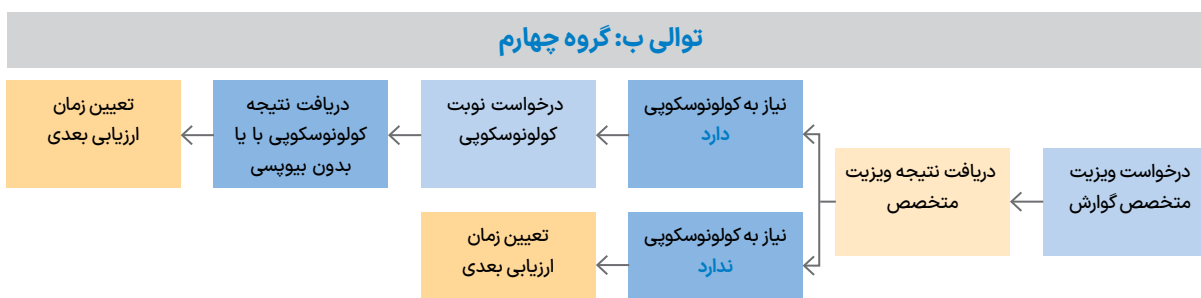 توالی ب: گروه چهارم
درخواست ویزیت
متخصص گوارش
دریافت نتیجه ویزیت
متخصص
نیاز به کولونوسکوپی
دارد
درخواست نوبت
کولونوسکوپی
دریافت نتیجه
کولونوسکوپی با یا
بدون بیوپسی
تعیین زمان
ارزیابی بعدی
نیاز به کولونوسکوپی
ندارد
تعیین زمان
ارزیابی بعدی